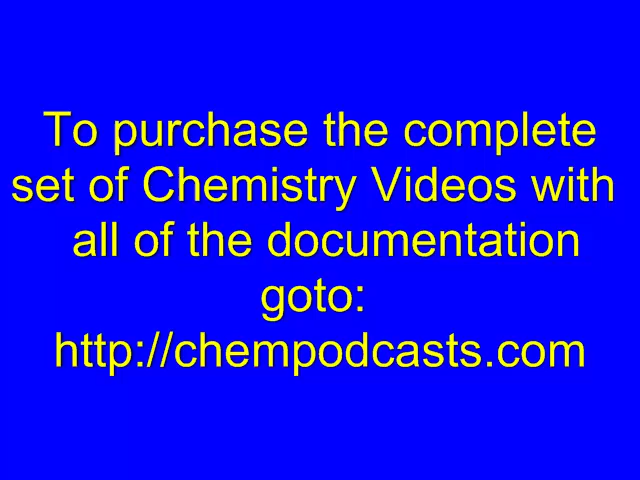 To purchase the complete
set of Chemistry Videos with
all of the documentation
goto:
http://chempodcasts.com